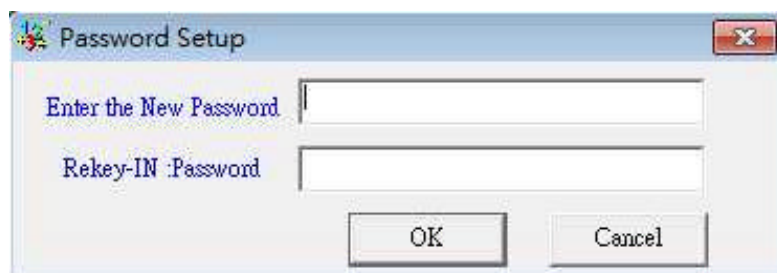 Password Setup
Enter the New Password
Rekey-IN :Password
OK Cancel